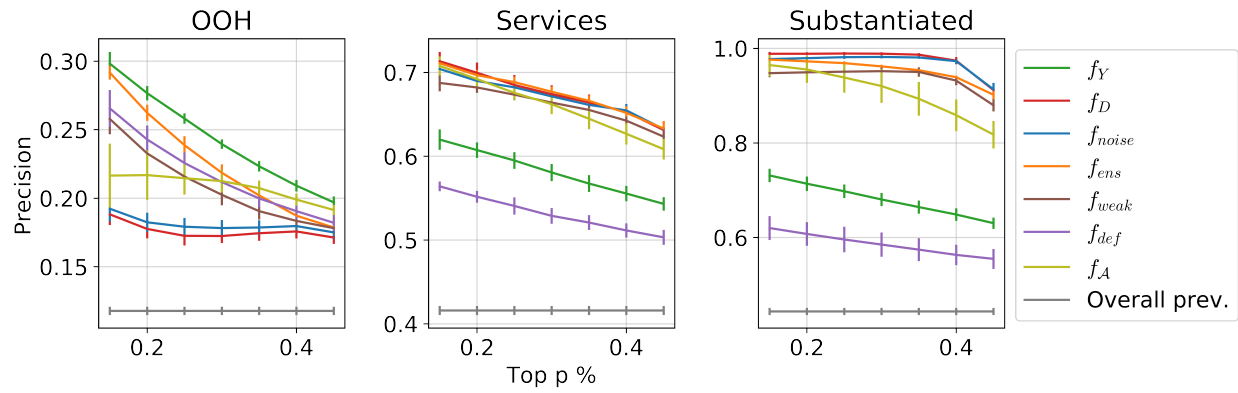 OOH
Services
Substantiated
Precision
0.30
0.25
0.20
0.15
0.2
0.4
0.7
0.6
0.5
0.4
0.2
0.4
1.0
0.8
0.6
0.2
0.4
Top p %
f_Y
f_D
f_noise
f_ens
f_weak
f_def
f_𝒜
Overall prev.